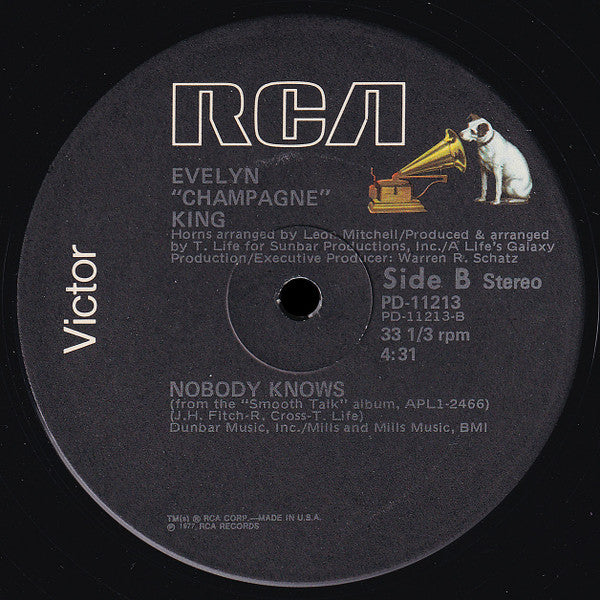 RCA
EVELYN
"CHAMPAGNE"
KING
Horns arranged by Leon Mitchell/Produced & arranged
by T. Life for Sunbar Productions, Inc./A Life's Galaxy
Production/Executive Producer: Warren R. Schatz
Victor
Side B Stereo
PD-11213
PD-11213-B
33 1/3 rpm
4:31
NOBODY KNOWS
(from the "Smooth Talk" album, APL1-2466)
(J.H. Fitch-R. Cross-T. Life)
Dunbar Music, Inc./Mills and Mills Music, BMI
TM(s) ® RCA CORP.—MADE IN U.S.A.
℗ 1977, RCA RECORDS